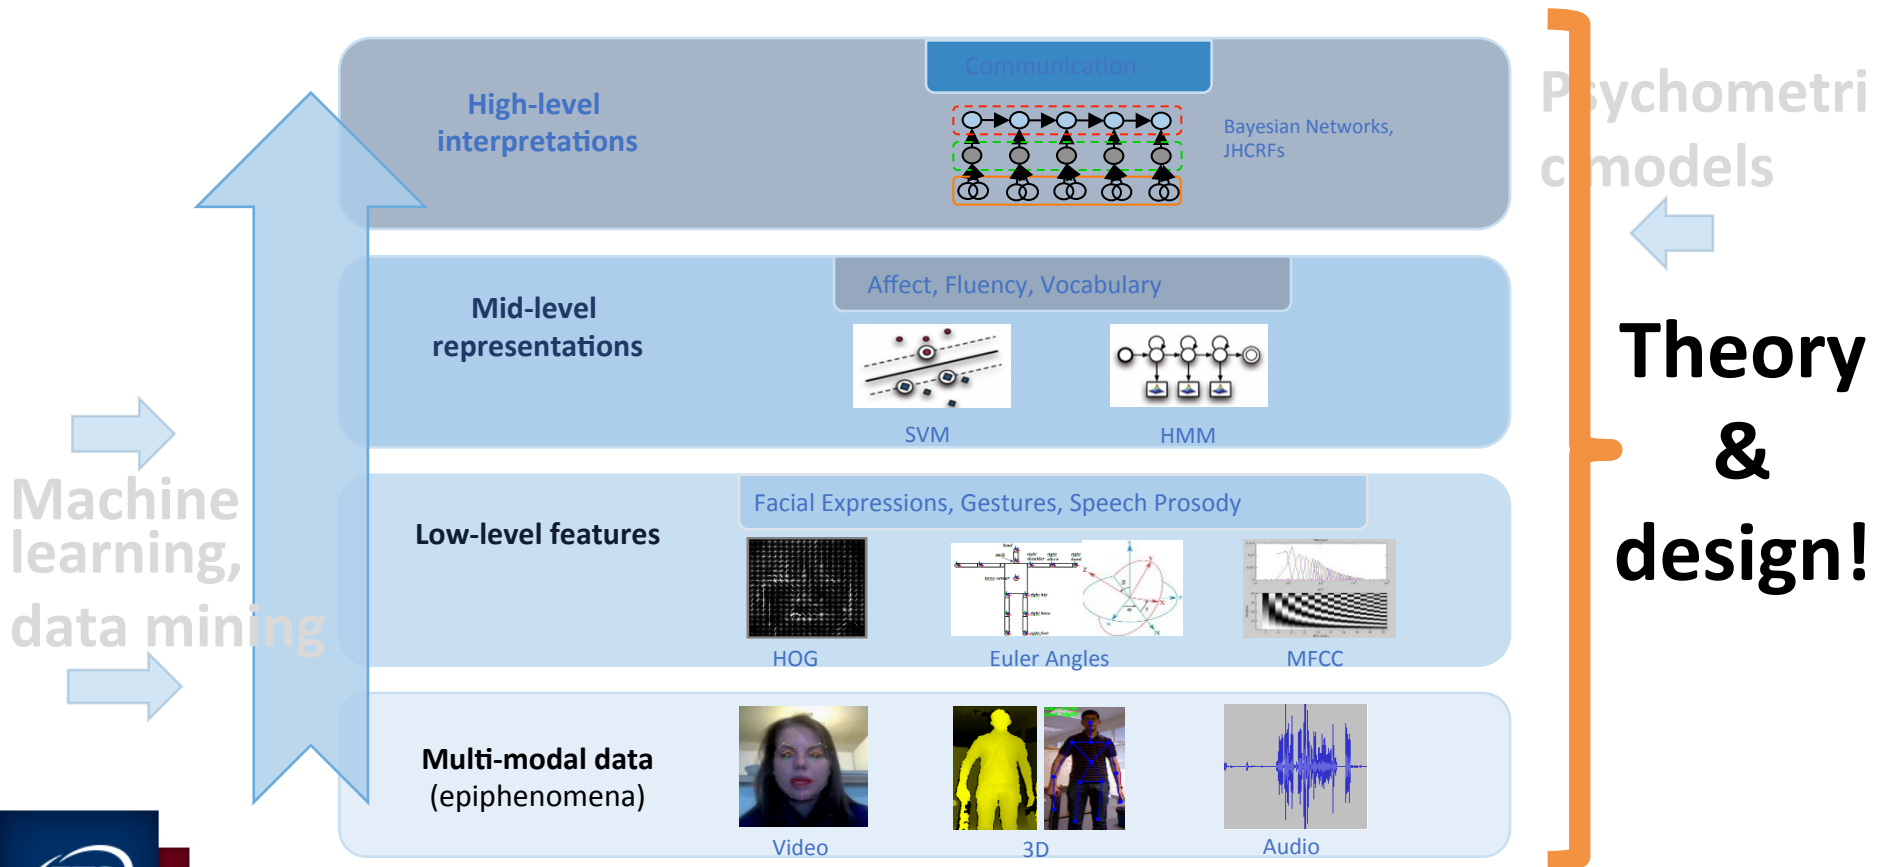 Communication
High-level
interpretations
Bayesian Networks,
JHCRFs
Psychometri
c models
Affect, Fluency, Vocabulary
Mid-level
representations
SVM
HMM
Theory
&
design!
Machine
learning,
data mining
Facial Expressions, Gestures, Speech Prosody
Low-level features
HOG
Euler Angles
MFCC
Multi-modal data
(epiphenomena)
Video
3D
Audio